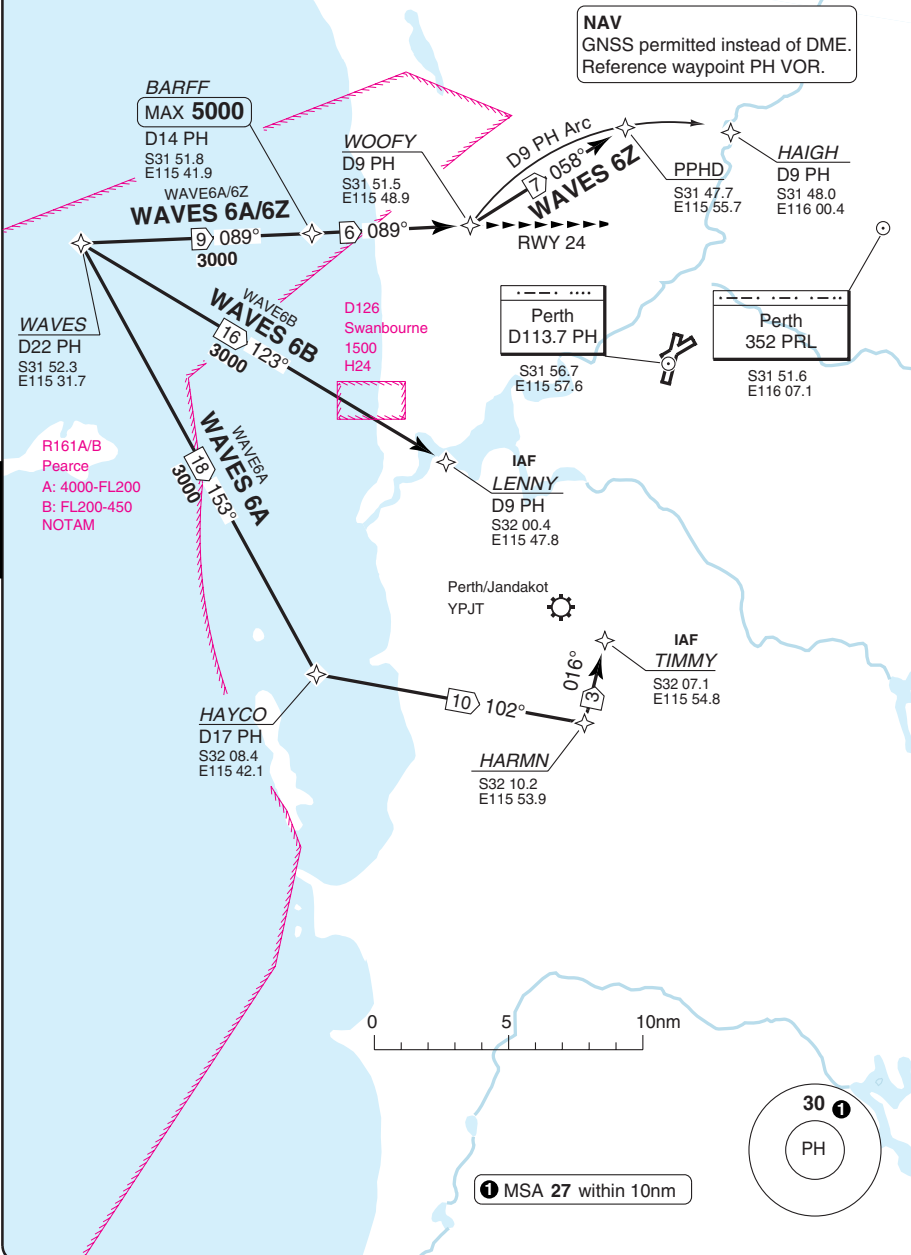 NAV
GNSS permitted instead of DME.
Reference waypoint PH VOR.
BARFF
MAX 5000
D14 PH
S31 51.8
E115 41.9
WOOFY
D9 PH
S31 51.5
E115 48.9
D9 PH Arc
7 058°
WAVES 6Z
PPHD
S31 47.7
E115 55.7
HAIGH
D9 PH
S31 48.0
E116 00.4
WAVE6A/6Z
WAVES 6A/6Z
9 089°
3000
6 089°
RWY 24
WAVES
D22 PH
S31 52.3
E115 31.7
WAVE6B
WAVES 6B
16 123°
3000
D126
Swanbourne
1500
H24
Perth
D113.7 PH
S31 56.7
E115 57.6
Perth
352 PRL
S31 51.6
E116 07.1
R161A/B
Pearce
A: 4000-FL200
B: FL200-450
NOTAM
WAVE6A
WAVES 6A
18 153°
3000
IAF
LENNY
D9 PH
S32 00.4
E115 47.8
Perth/Jandakot
YPJT
IAF
TIMMY
S32 07.1
E115 54.8
016°
3
HAYCO
D17 PH
S32 08.4
E115 42.1
10 102°
HARMN
S32 10.2
E115 53.9
0 5 10nm
30 1
PH
1 MSA 27 within 10nm